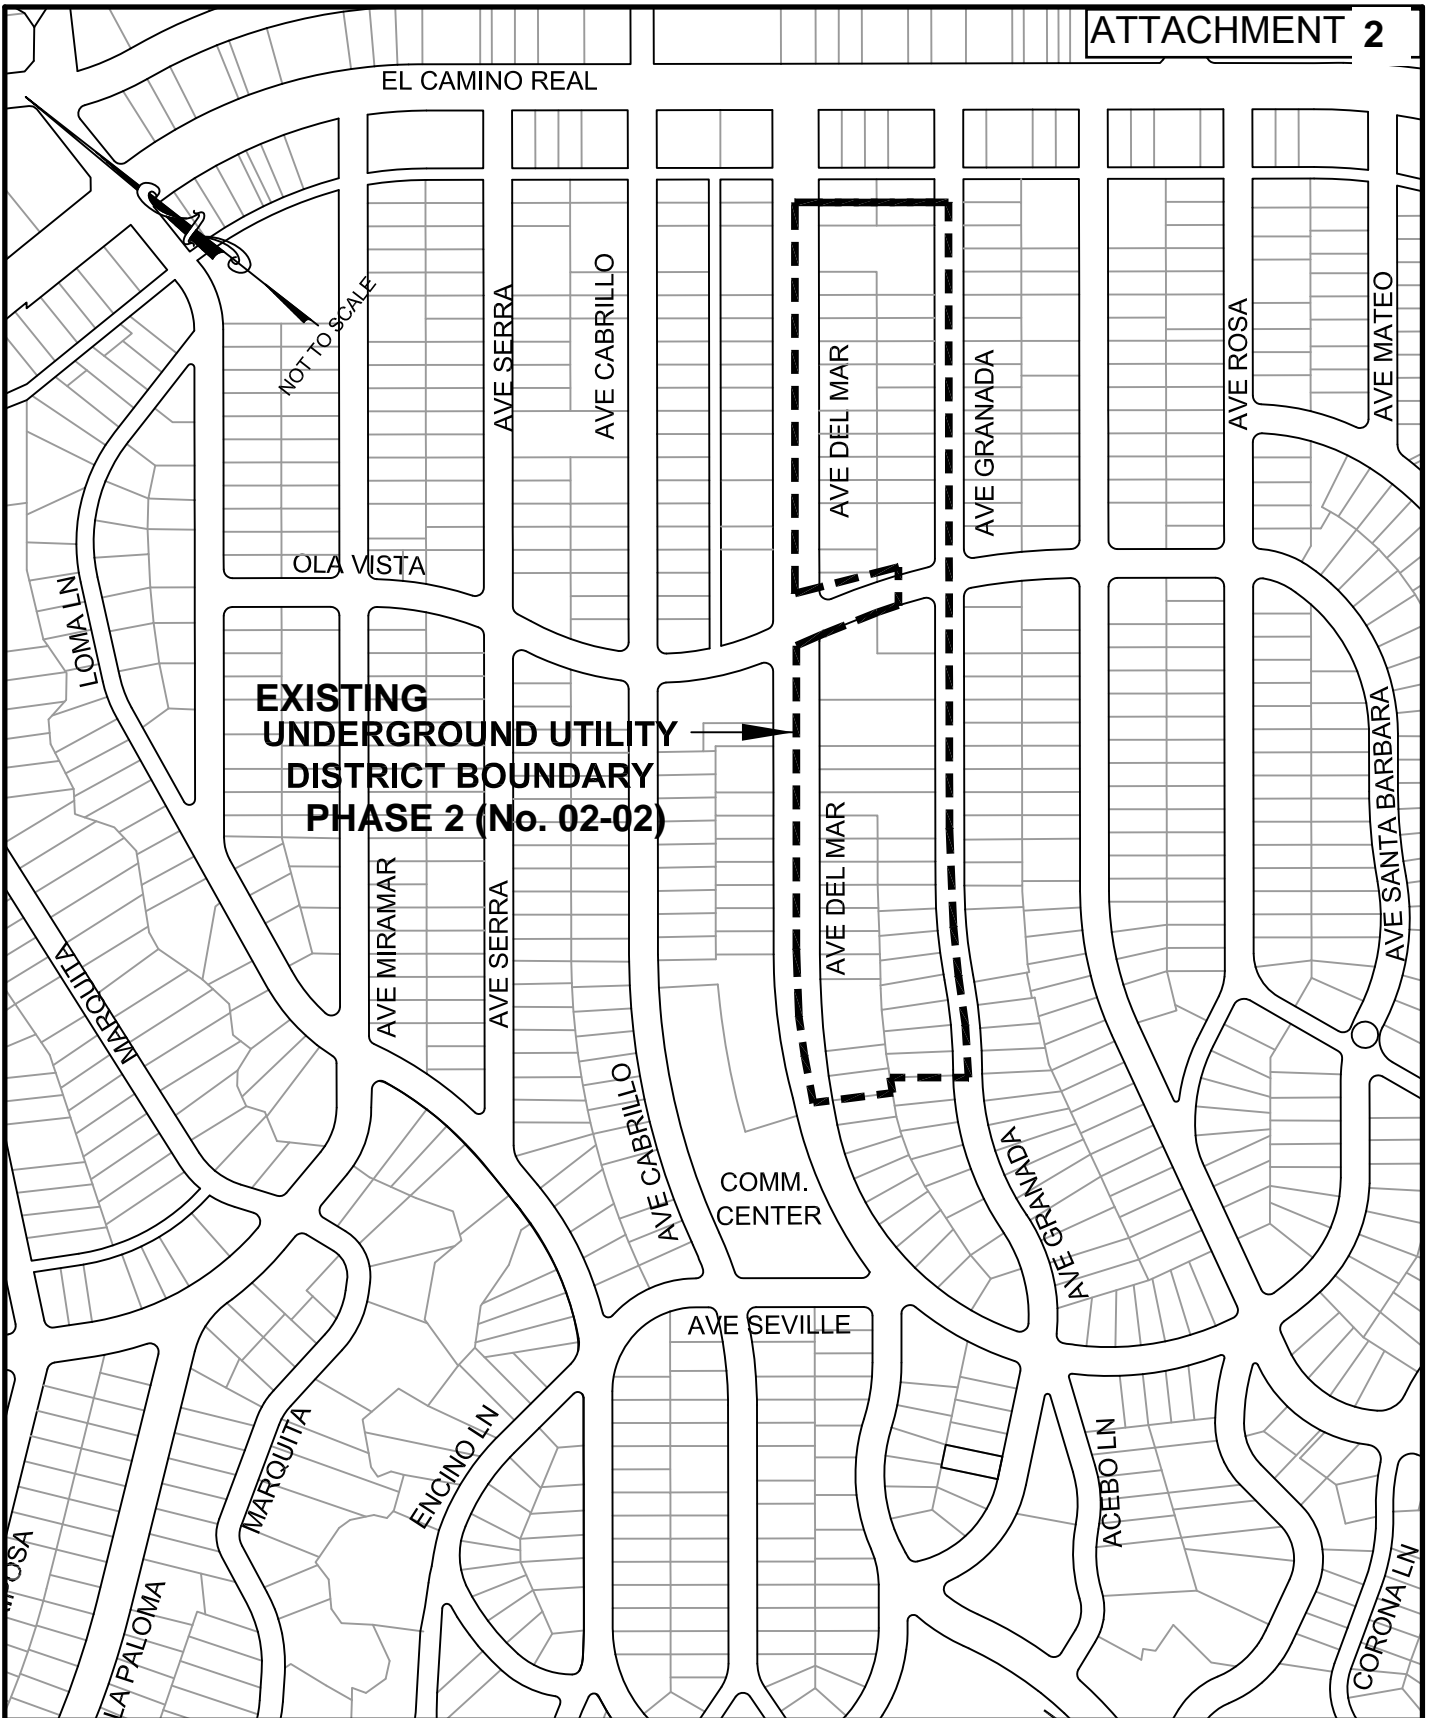 ATTACHMENT 2
EL CAMINO REAL
NOT TO SCALE
AVE SERRA
AVE CABRILLO
AVE DEL MAR
AVE GRANADA
AVE ROSA
AVE MATEO
OLA VISTA
LOMA LN
EXISTING
UNDERGROUND UTILITY
DISTRICT BOUNDARY
PHASE 2 (No. 02-02)
AVE SANTA BARBARA
AVE MIRAMAR
AVE SERRA
AVE DEL MAR
MARQUITA
AVE CABRILLO
AVE GRANADA
COMM.
CENTER
AVE SEVILLE
MARQUITA
ENCINO LN
ACEBO LN
CORONA LN
LA PALOMA